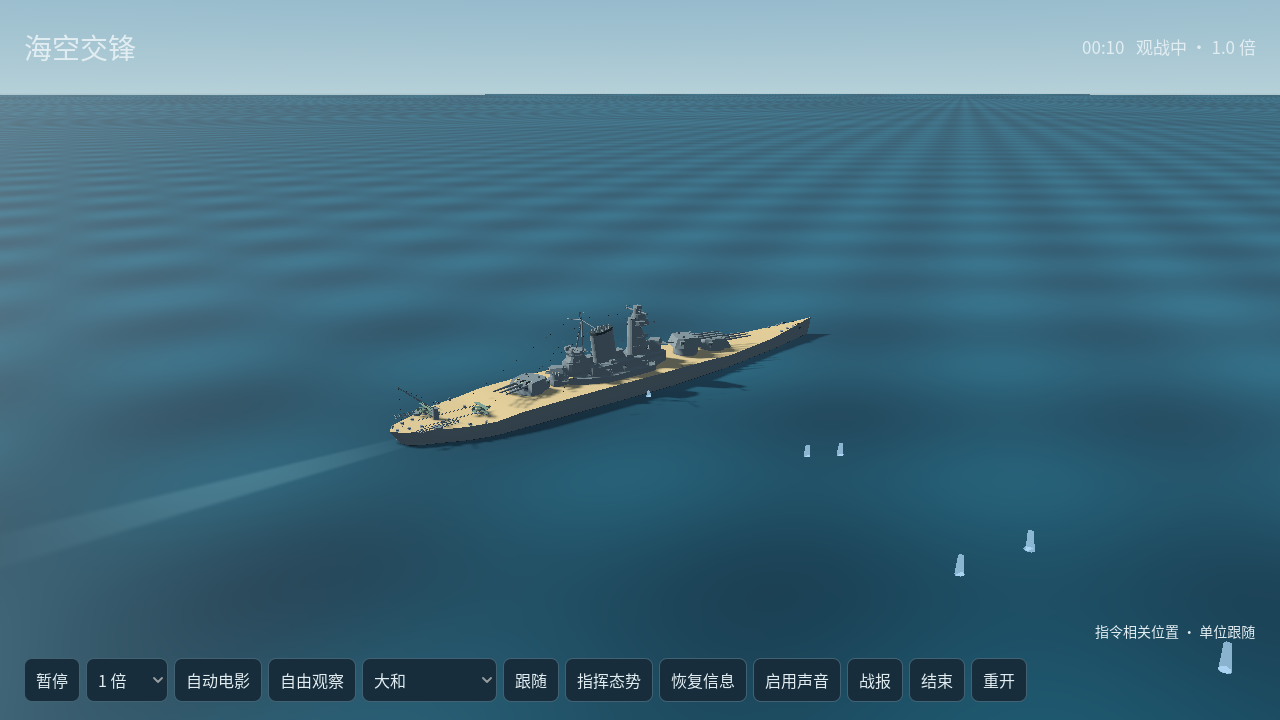 海空交锋
00:10 观战中 · 1.0 倍
指令相关位置 · 单位跟随
暂停 1 倍 自动电影 自由观察 大和 跟随 指挥态势 恢复信息 启用声音 战报 结束 重开